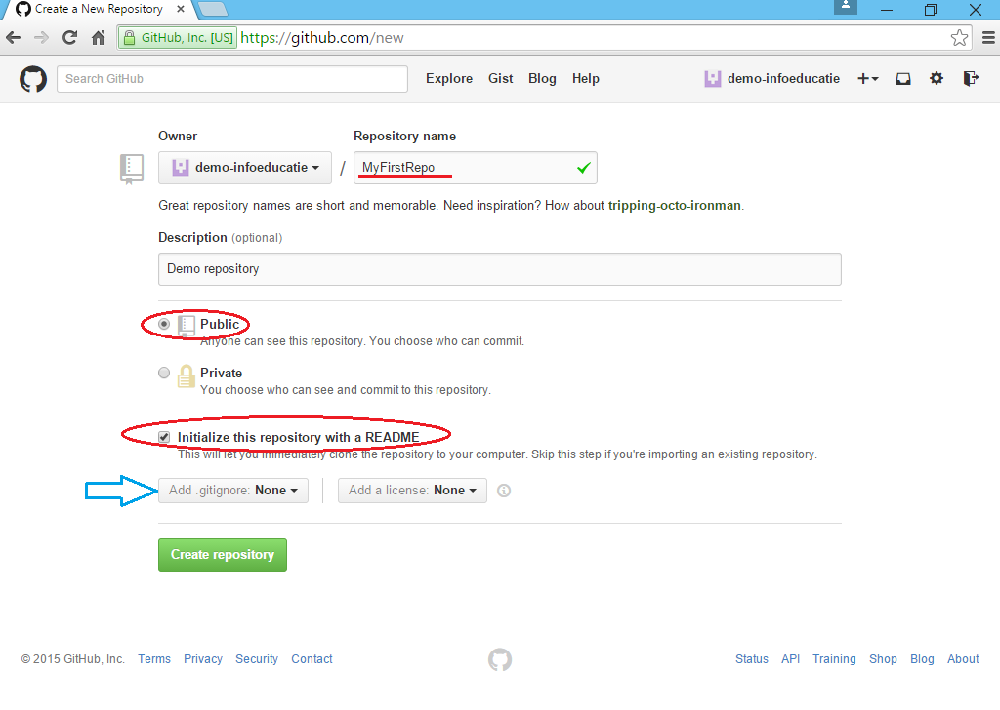 Create a New Repository
GitHub, Inc. [US] https://github.com/new
Search GitHub Explore Gist Blog Help demo-infoeducatie
Owner Repository name
demo-infoeducatie / MyFirstRepo
Great repository names are short and memorable. Need inspiration? How about tripping-octo-ironman.
Description (optional)
Demo repository
Public
Anyone can see this repository. You choose who can commit.
Private
You choose who can see and commit to this repository.
Initialize this repository with a README
This will let you immediately clone the repository to your computer. Skip this step if you're importing an existing repository.
Add .gitignore: None Add a license: None
Create repository
© 2015 GitHub, Inc. Terms Privacy Security Contact Status API Training Shop Blog About